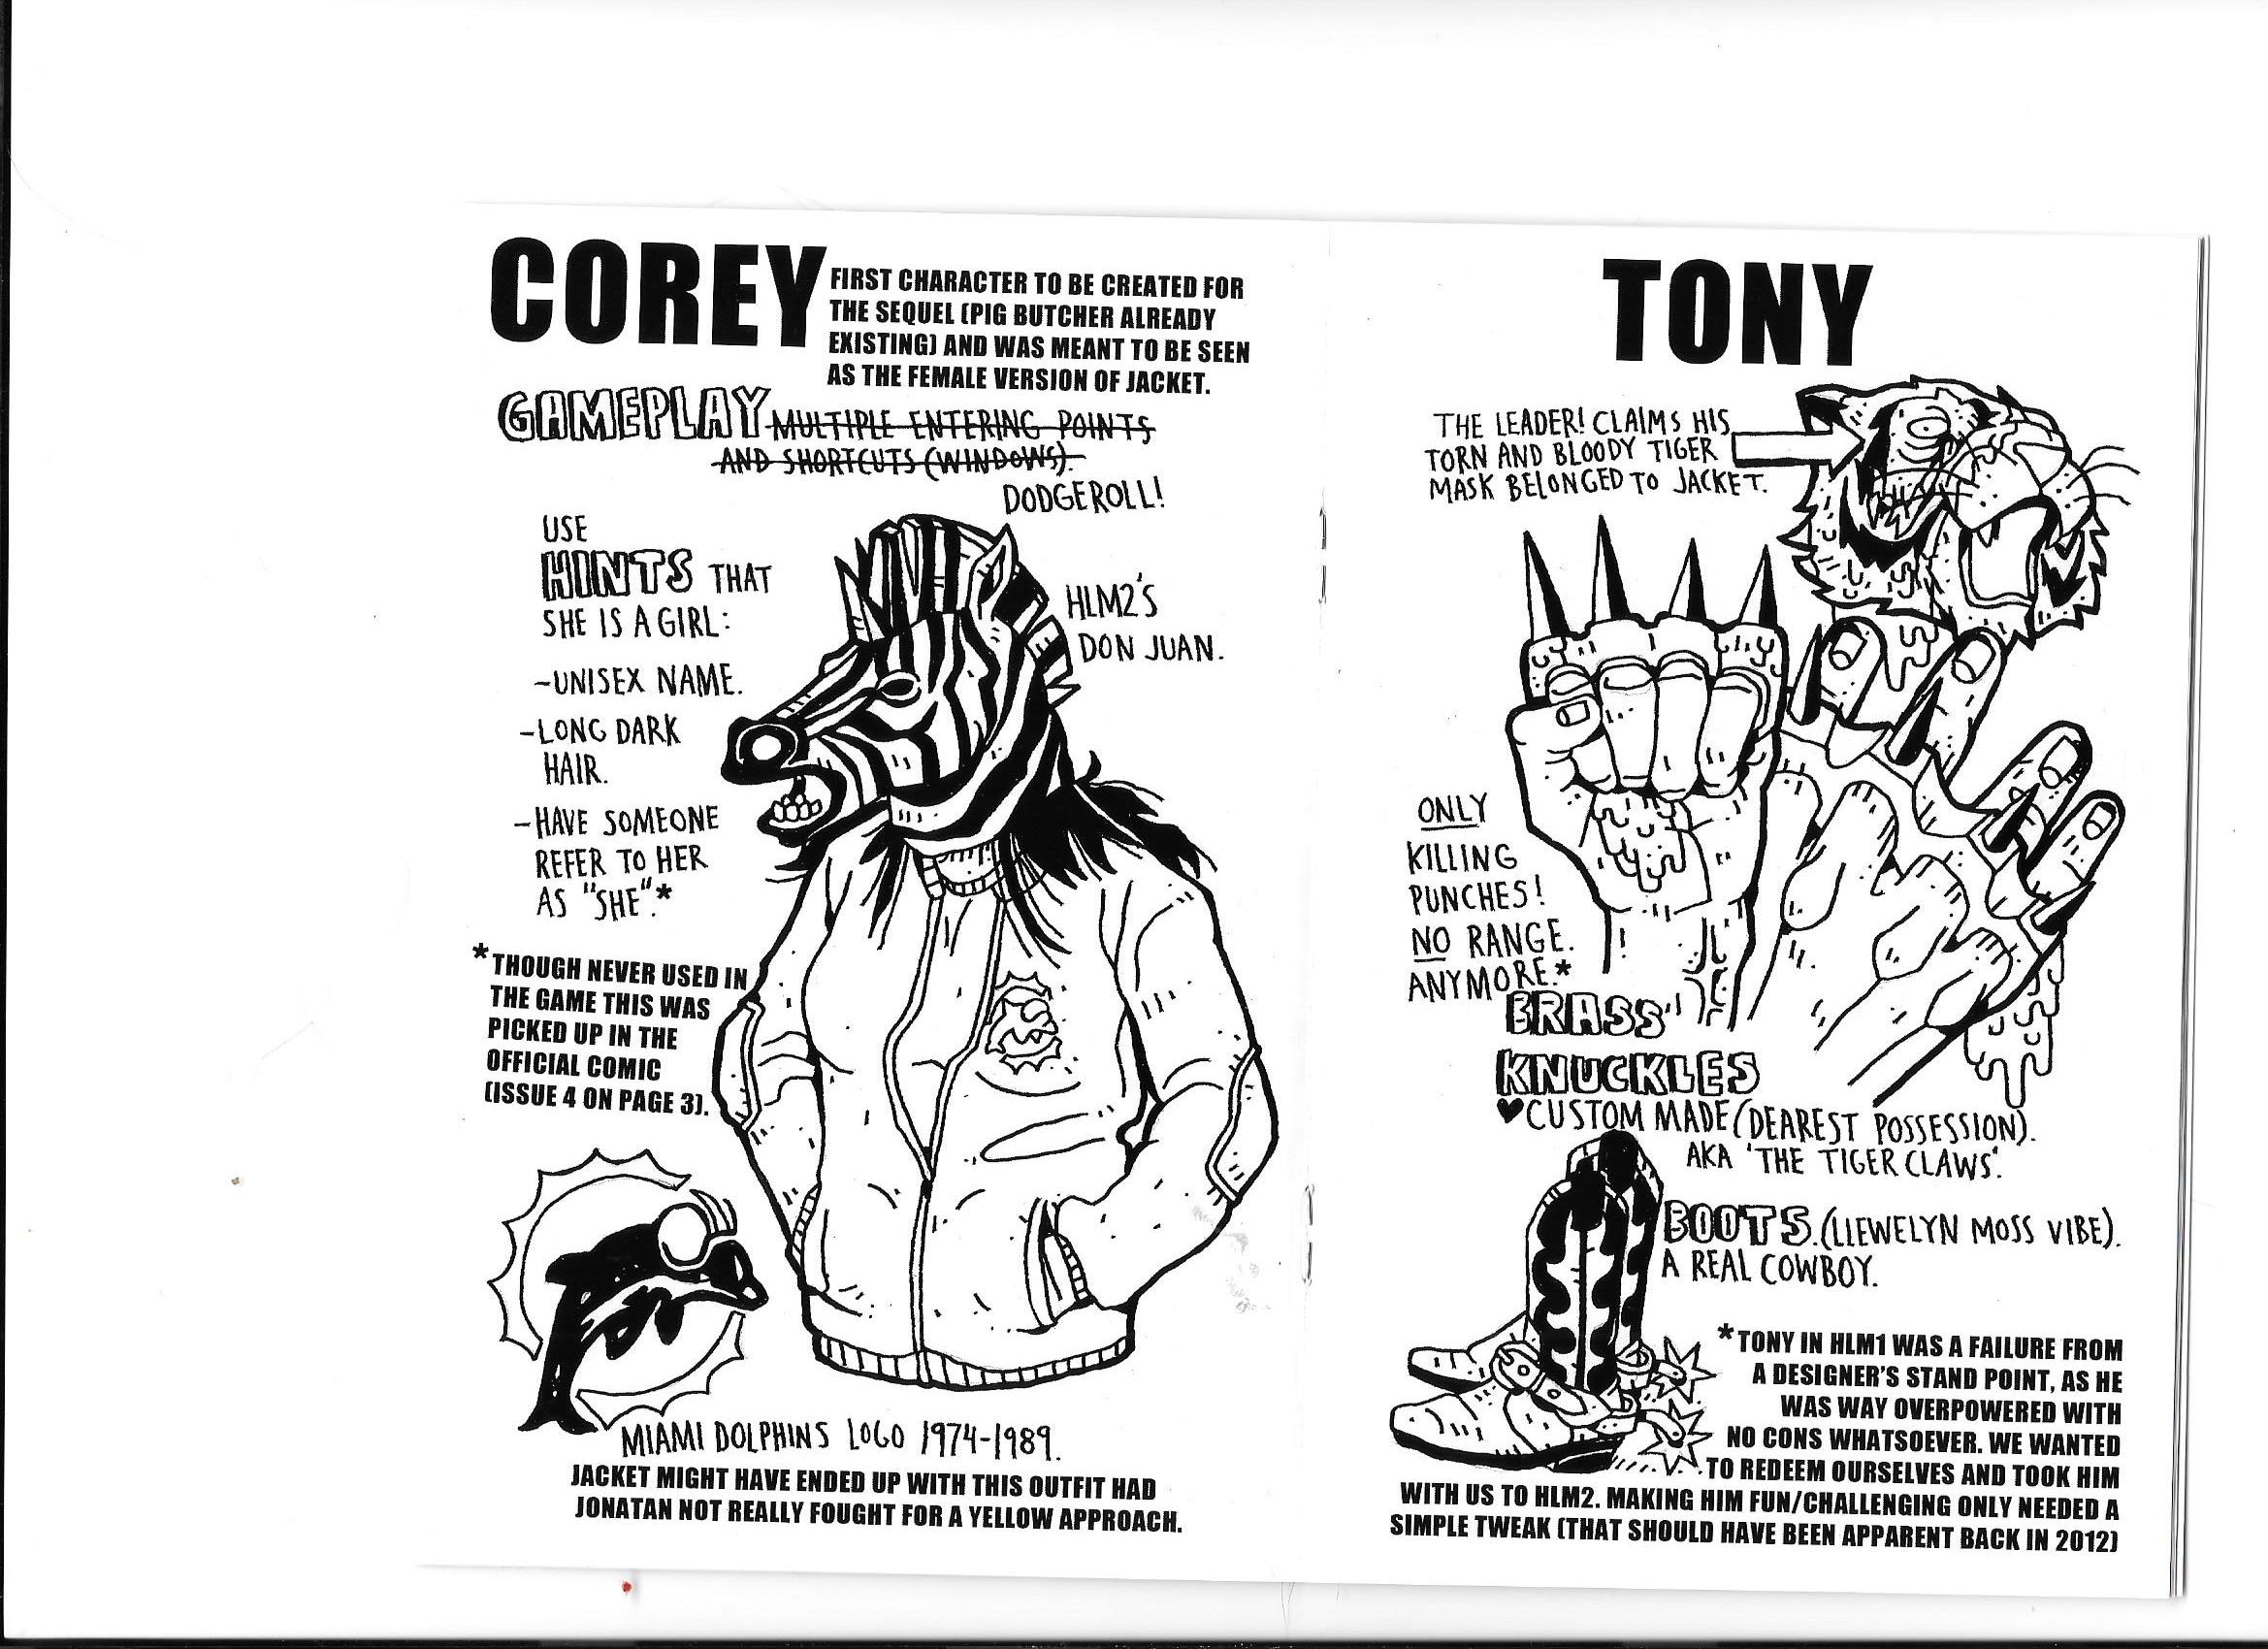 COREY
FIRST CHARACTER TO BE CREATED FOR
THE SEQUEL (PIG BUTCHER ALREADY
EXISTING) AND WAS MEANT TO BE SEEN
AS THE FEMALE VERSION OF JACKET.
GAMEPLAY MULTIPLE ENTERING POINTS
AND SHORTCUTS (WINDOWS).
DODGEROLL!
USE
HINTS THAT
SHE IS A GIRL:
-UNISEX NAME.
-LONG DARK
HAIR.
-HAVE SOMEONE
REFER TO HER
AS "SHE".*
HLM2'S
DON JUAN.
*THOUGH NEVER USED IN
THE GAME THIS WAS
PICKED UP IN THE
OFFICIAL COMIC
(ISSUE 4 ON PAGE 3).
MIAMI DOLPHINS LOGO 1974-1989.
JACKET MIGHT HAVE ENDED UP WITH THIS OUTFIT HAD
JONATAN NOT REALLY FOUGHT FOR A YELLOW APPROACH.
TONY
THE LEADER! CLAIMS HIS
TORN AND BLOODY TIGER
MASK BELONGED TO JACKET.
ONLY
KILLING
PUNCHES!
NO RANGE.
ANYMORE.*
BRASS
KNUCKLES
♥CUSTOM MADE (DEAREST POSSESSION).
AKA 'THE TIGER CLAWS'.
BOOTS. (LLEWELYN MOSS VIBE).
A REAL COWBOY.
*TONY IN HLM1 WAS A FAILURE FROM
A DESIGNER'S STAND POINT, AS HE
WAS WAY OVERPOWERED WITH
NO CONS WHATSOEVER. WE WANTED
TO REDEEM OURSELVES AND TOOK HIM
WITH US TO HLM2. MAKING HIM FUN/CHALLENGING ONLY NEEDED A
SIMPLE TWEAK (THAT SHOULD HAVE BEEN APPARENT BACK IN 2012)